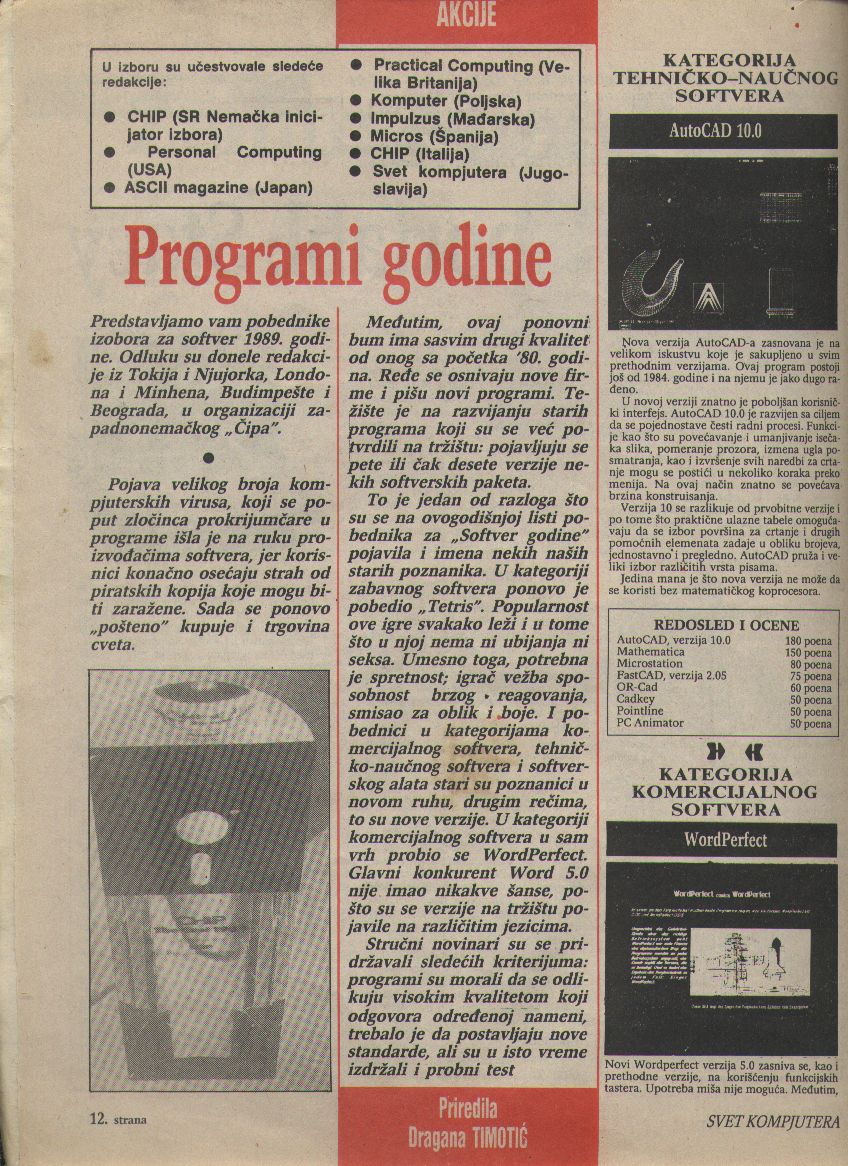 AKCIJE
U izboru su učestvovale sledeće
redakcije:
● CHIP (SR Nemačka inici-
jator izbora)
● Personal Computing
(USA)
● ASCII magazine (Japan)
● Practical Computing (Ve-
lika Britanija)
● Komputer (Poljska)
● Impulzus (Mađarska)
● Micros (Španija)
● CHIP (Italija)
● Svet kompjutera (Jugo-
slavija)
Programi godine
Predstavljamo vam pobednike
izobora za softver 1989. godi-
ne. Odluku su donele redakci-
je iz Tokija i Njujorka, Londo-
na i Minhena, Budimpešte i
Beograda, u organizaciji za-
padnonemačkog „Čipa”.
●
Pojava velikog broja kom-
pjuterskih virusa, koji se po-
put zločinca prokrijumčare u
programe išla je na ruku pro-
izvođačima softvera, jer koris-
nici konačno osećaju strah od
piratskih kopija koje mogu bi-
ti zaražene. Sada se ponovo
„pošteno” kupuje i trgovina
cveta.
CHIP
Međutim, ovaj ponovni
bum ima sasvim drugi kvalitet
od onog sa početka '80. godi-
na. Ređe se osnivaju nove fir-
me i pišu novi programi. Te-
žište je na razvijanju starih
programa koji su se već po-
tvrdili na tržištu: pojavljuju se
pete ili čak desete verzije ne-
kih softverskih paketa.
To je jedan od razloga što
su se na ovogodišnjoj listi po-
bednika za „Softver godine”
pojavila i imena nekih naših
starih poznanika. U kategoriji
zabavnog softvera ponovo je
pobedio „Tetris”. Popularnost
ove igre svakako leži i u tome
što u njoj nema ni ubijanja ni
seksa. Umesno toga, potrebna
je spretnost; igrač vežba spo-
sobnost brzog reagovanja,
smisao za oblik i boje. I po-
bednici u kategorijama ko-
mercijalnog softvera, tehnič-
ko-naučnog softvera i softver-
skog alata stari su poznanici u
novom ruhu, drugim rečima,
to su nove verzije. U kategoriji
komercijalnog softvera u sam
vrh probio se WordPerfect.
Glavni konkurent Word 5.0
nije imao nikakve šanse, po-
što su se verzije na tržištu po-
javile na različitim jezicima.
Stručni novinari su se pri-
državali sledećih kriterijuma:
programi su morali da se odli-
kuju visokim kvalitetom koji
odgovora određenoj nameni,
trebalo je da postavljaju nove
standarde, ali su u isto vreme
izdržali i probni test
Priredila
Dragana TIMOTIĆ
KATEGORIJA
TEHNIČKO–NAUČNOG
SOFTVERA
AutoCAD 10.0
Nova verzija AutoCAD-a zasnovana je na
velikom iskustvu koje je sakupljeno u svim
prethodnim verzijama. Ovaj program postoji
još od 1984. godine i na njemu je jako dugo ra-
đeno.
U novoj verziji znatno je poboljšan korisnič-
ki interfejs. AutoCAD 10.0 je razvijen sa ciljem
da se pojednostave česti radni procesi. Funkci-
je kao što su povećavanje i umanjivanje iseča-
ka slika, pomeranje prozora, izmena ugla po-
smatranja, kao i izvršenje svih naredbi za crta-
nje mogu se postići u nekoliko koraka preko
menija. Na ovaj način znatno se povećava
brzina konstruisanja.
Verzija 10 se razlikuje od prvobitne verzije i
po tome što praktične ulazne tabele omoguća-
vaju da se izbor površina za crtanje i drugih
pomoćnih elemenata zadaje u obliku brojeva,
jednostavno i pregledno. AutoCAD pruža i ve-
liki izbor različitih vrsta pisama.
Jedina mana je što nova verzija ne može da
se koristi bez matematičkog koprocesora.
REDOSLED I OCENE
AutoCAD, verzija 10.0 180 poena
Mathematica 150 poena
Microstation 80 poena
FastCAD, verzija 2.05 75 poena
OR-Cad 60 poena
Cadkey 50 poena
Pointline 50 poena
PC Animator 50 poena
KATEGORIJA
KOMERCIJALNOG
SOFTVERA
WordPerfect
WordPerfect WordPerfect
Novi Wordperfect verzija 5.0 zasniva se, kao i
prethodne verzije, na korišćenju funkcijskih
tastera. Upotreba miša nije moguća. Međutim,
12. strana
SVET KOMPJUTERA